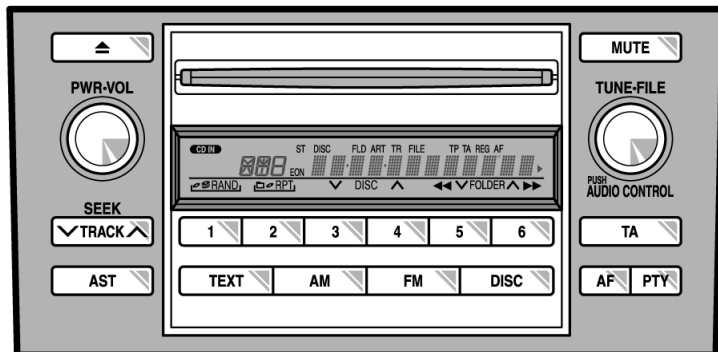 MUTE
PWR-VOL
TUNE-FILE
CD IN ST DISC FLD ART TR FILE TP TA REG AF
EON
RAND RPT DISC FOLDER
PUSH
AUDIO CONTROL
SEEK
TRACK
1 2 3 4 5 6
TA
AST
TEXT AM FM DISC
AF PTY